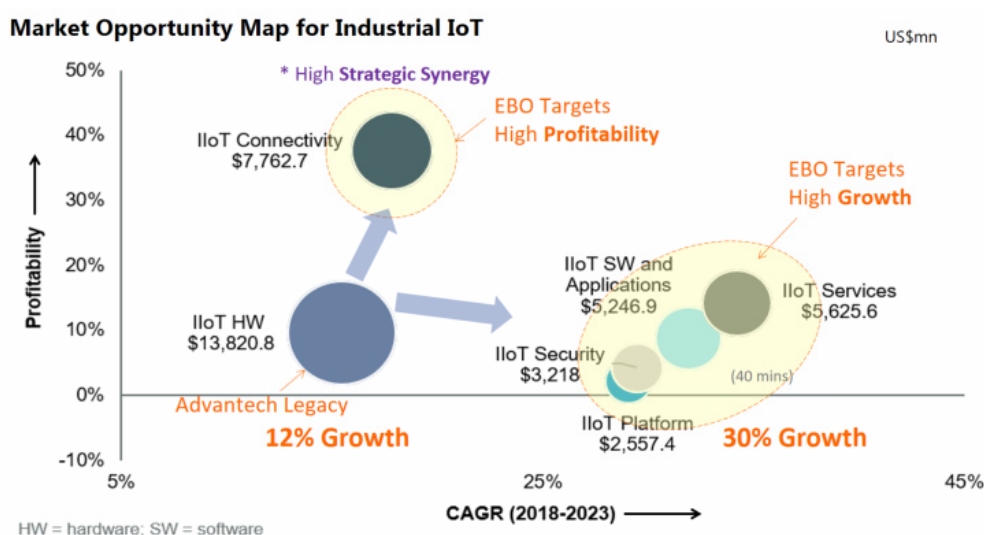 Market Opportunity Map for Industrial IoT
US$mn
50%
* High Strategic Synergy
EBO Targets
High Profitability
40%
IIoT Connectivity
$7,762.7
30%
EBO Targets
High Growth
Profitability
20%
IIoT SW and
Applications
$5,246.9
IIoT Services
$5,625.6
IIoT HW
$13,820.8
10%
IIoT Security
$3,218
(40 mins)
0%
Advantech Legacy
IIoT Platform
$2,557.4
12% Growth
30% Growth
-10%
5%
25%
45%
CAGR (2018-2023)
HW = hardware; SW = software